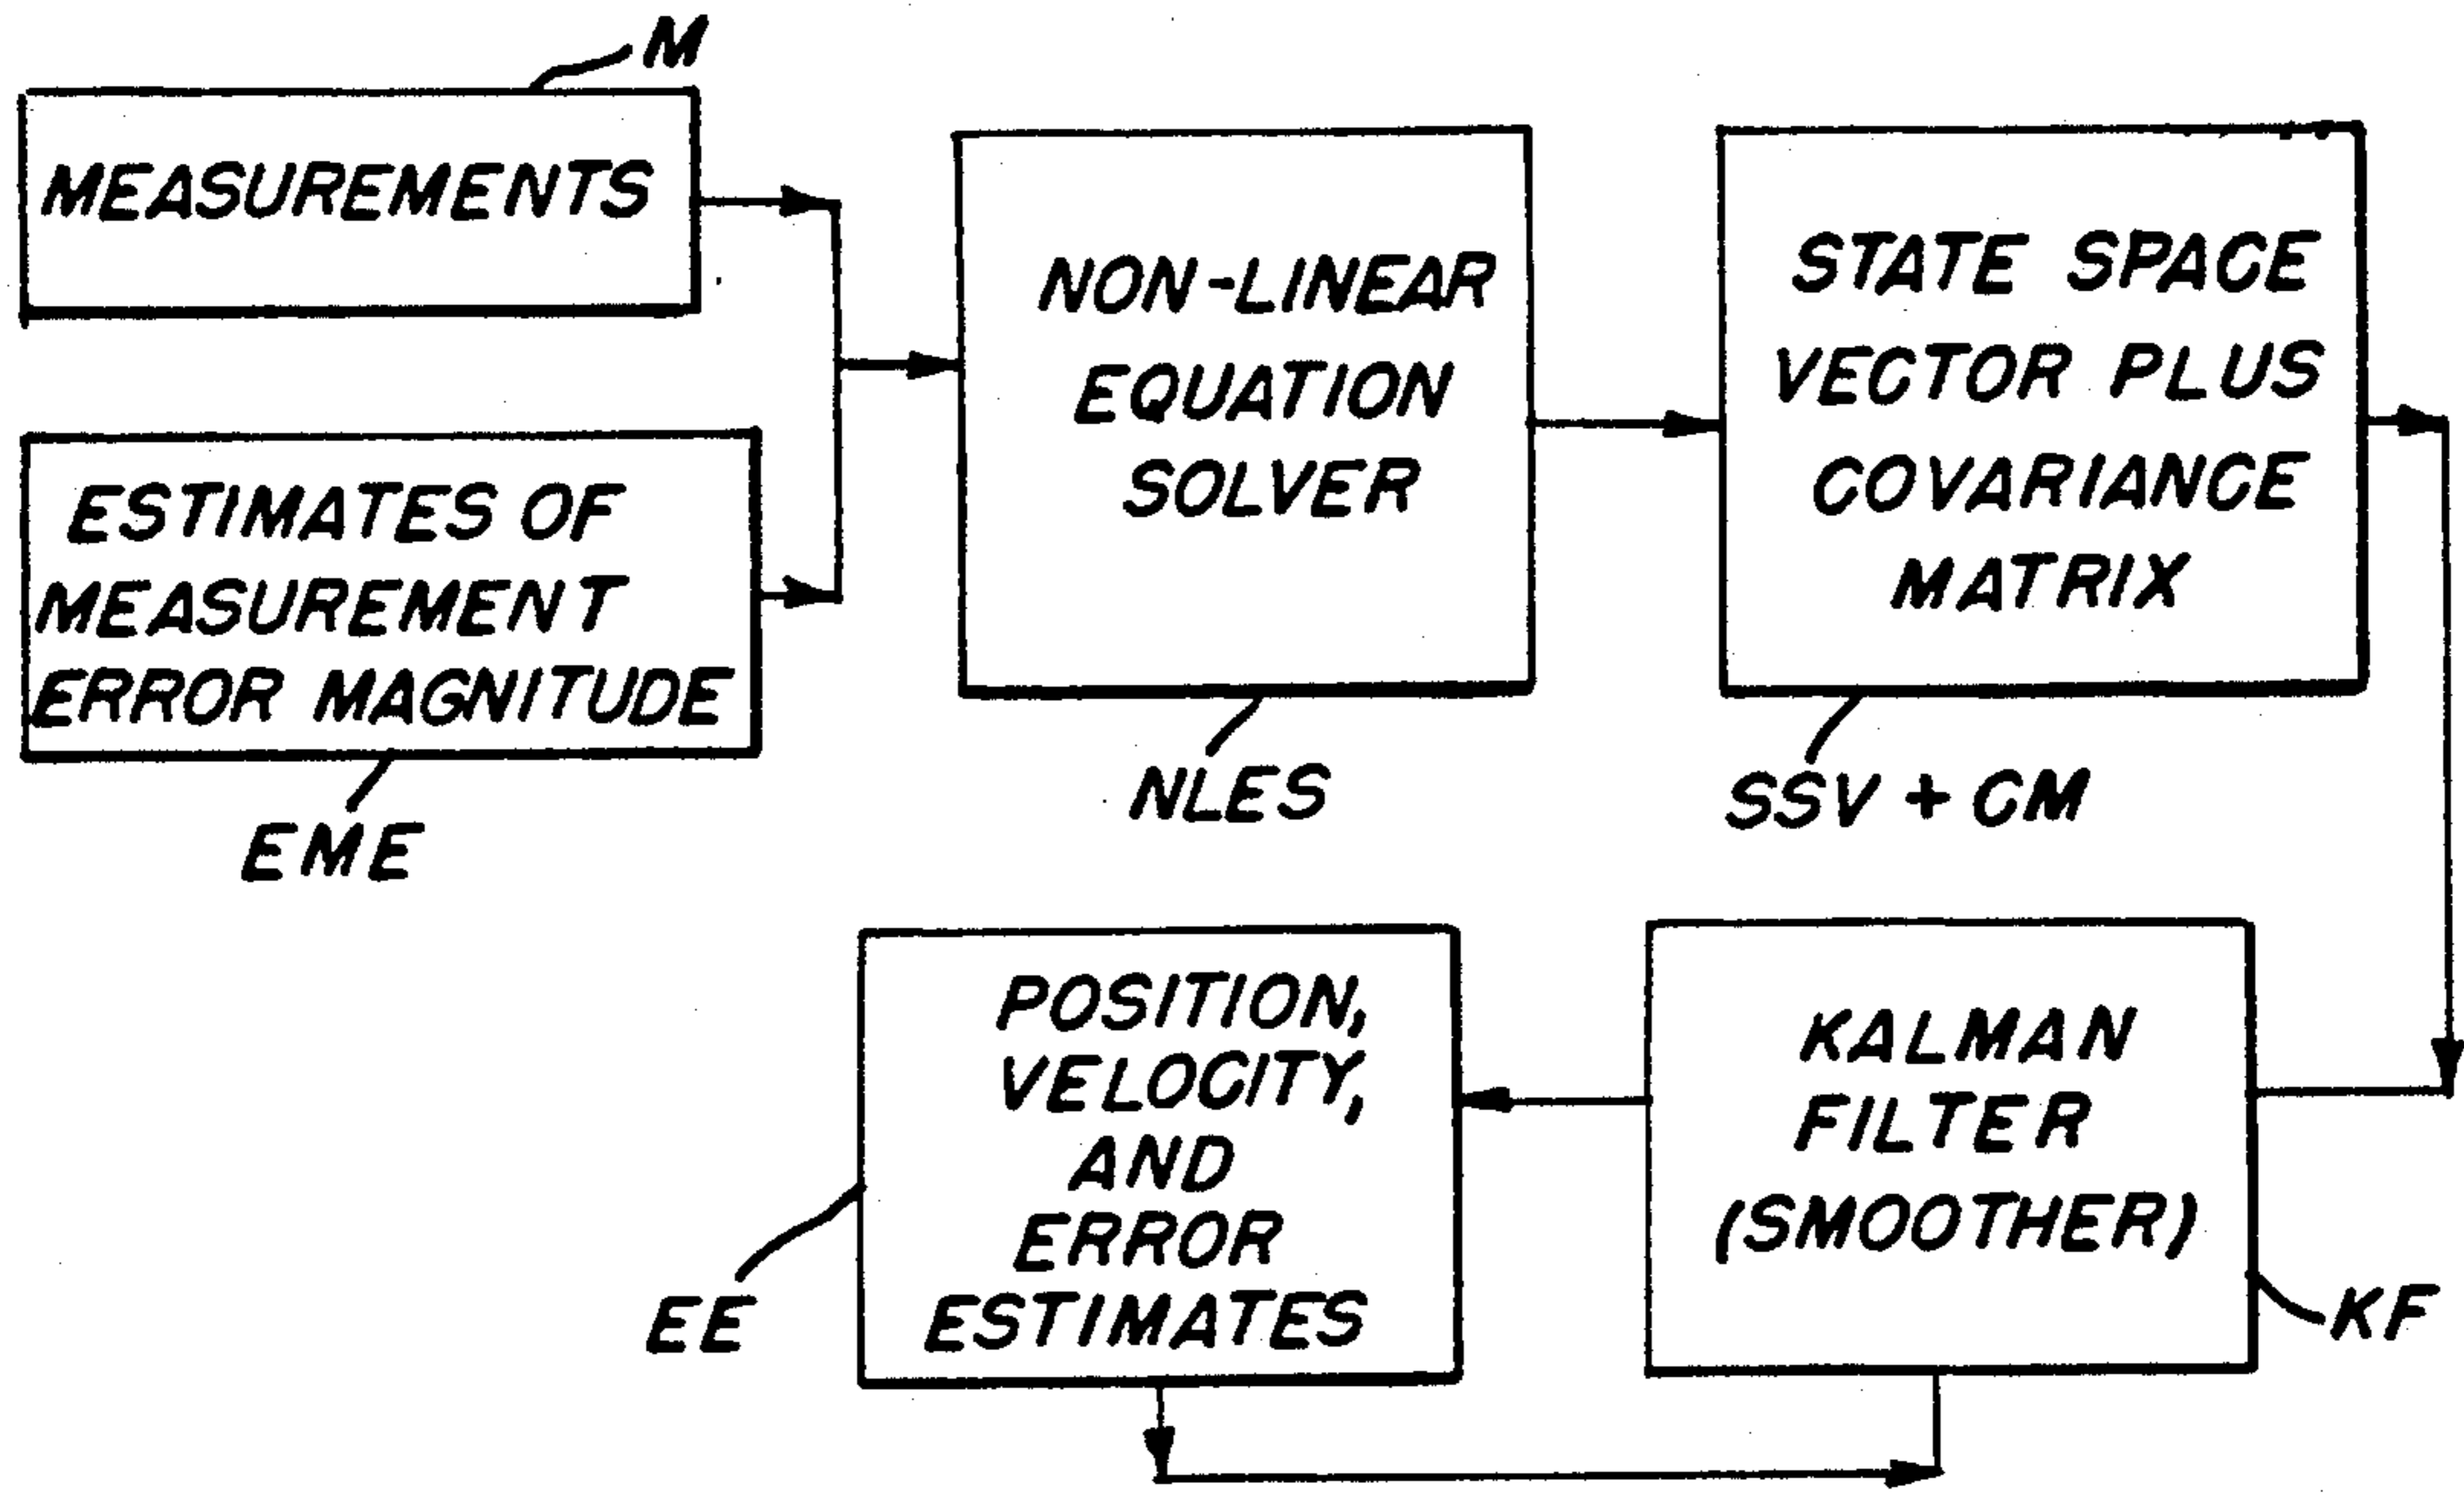 M
MEASUREMENTS
ESTIMATES OF
MEASUREMENT
ERROR MAGNITUDE
EME
NON-LINEAR
EQUATION
SOLVER
NLES
STATE SPACE
VECTOR PLUS
COVARIANCE
MATRIX
SSV + CM
KALMAN
FILTER
(SMOOTHER)
KF
POSITION,
VELOCITY,
AND
ERROR
ESTIMATES
EE